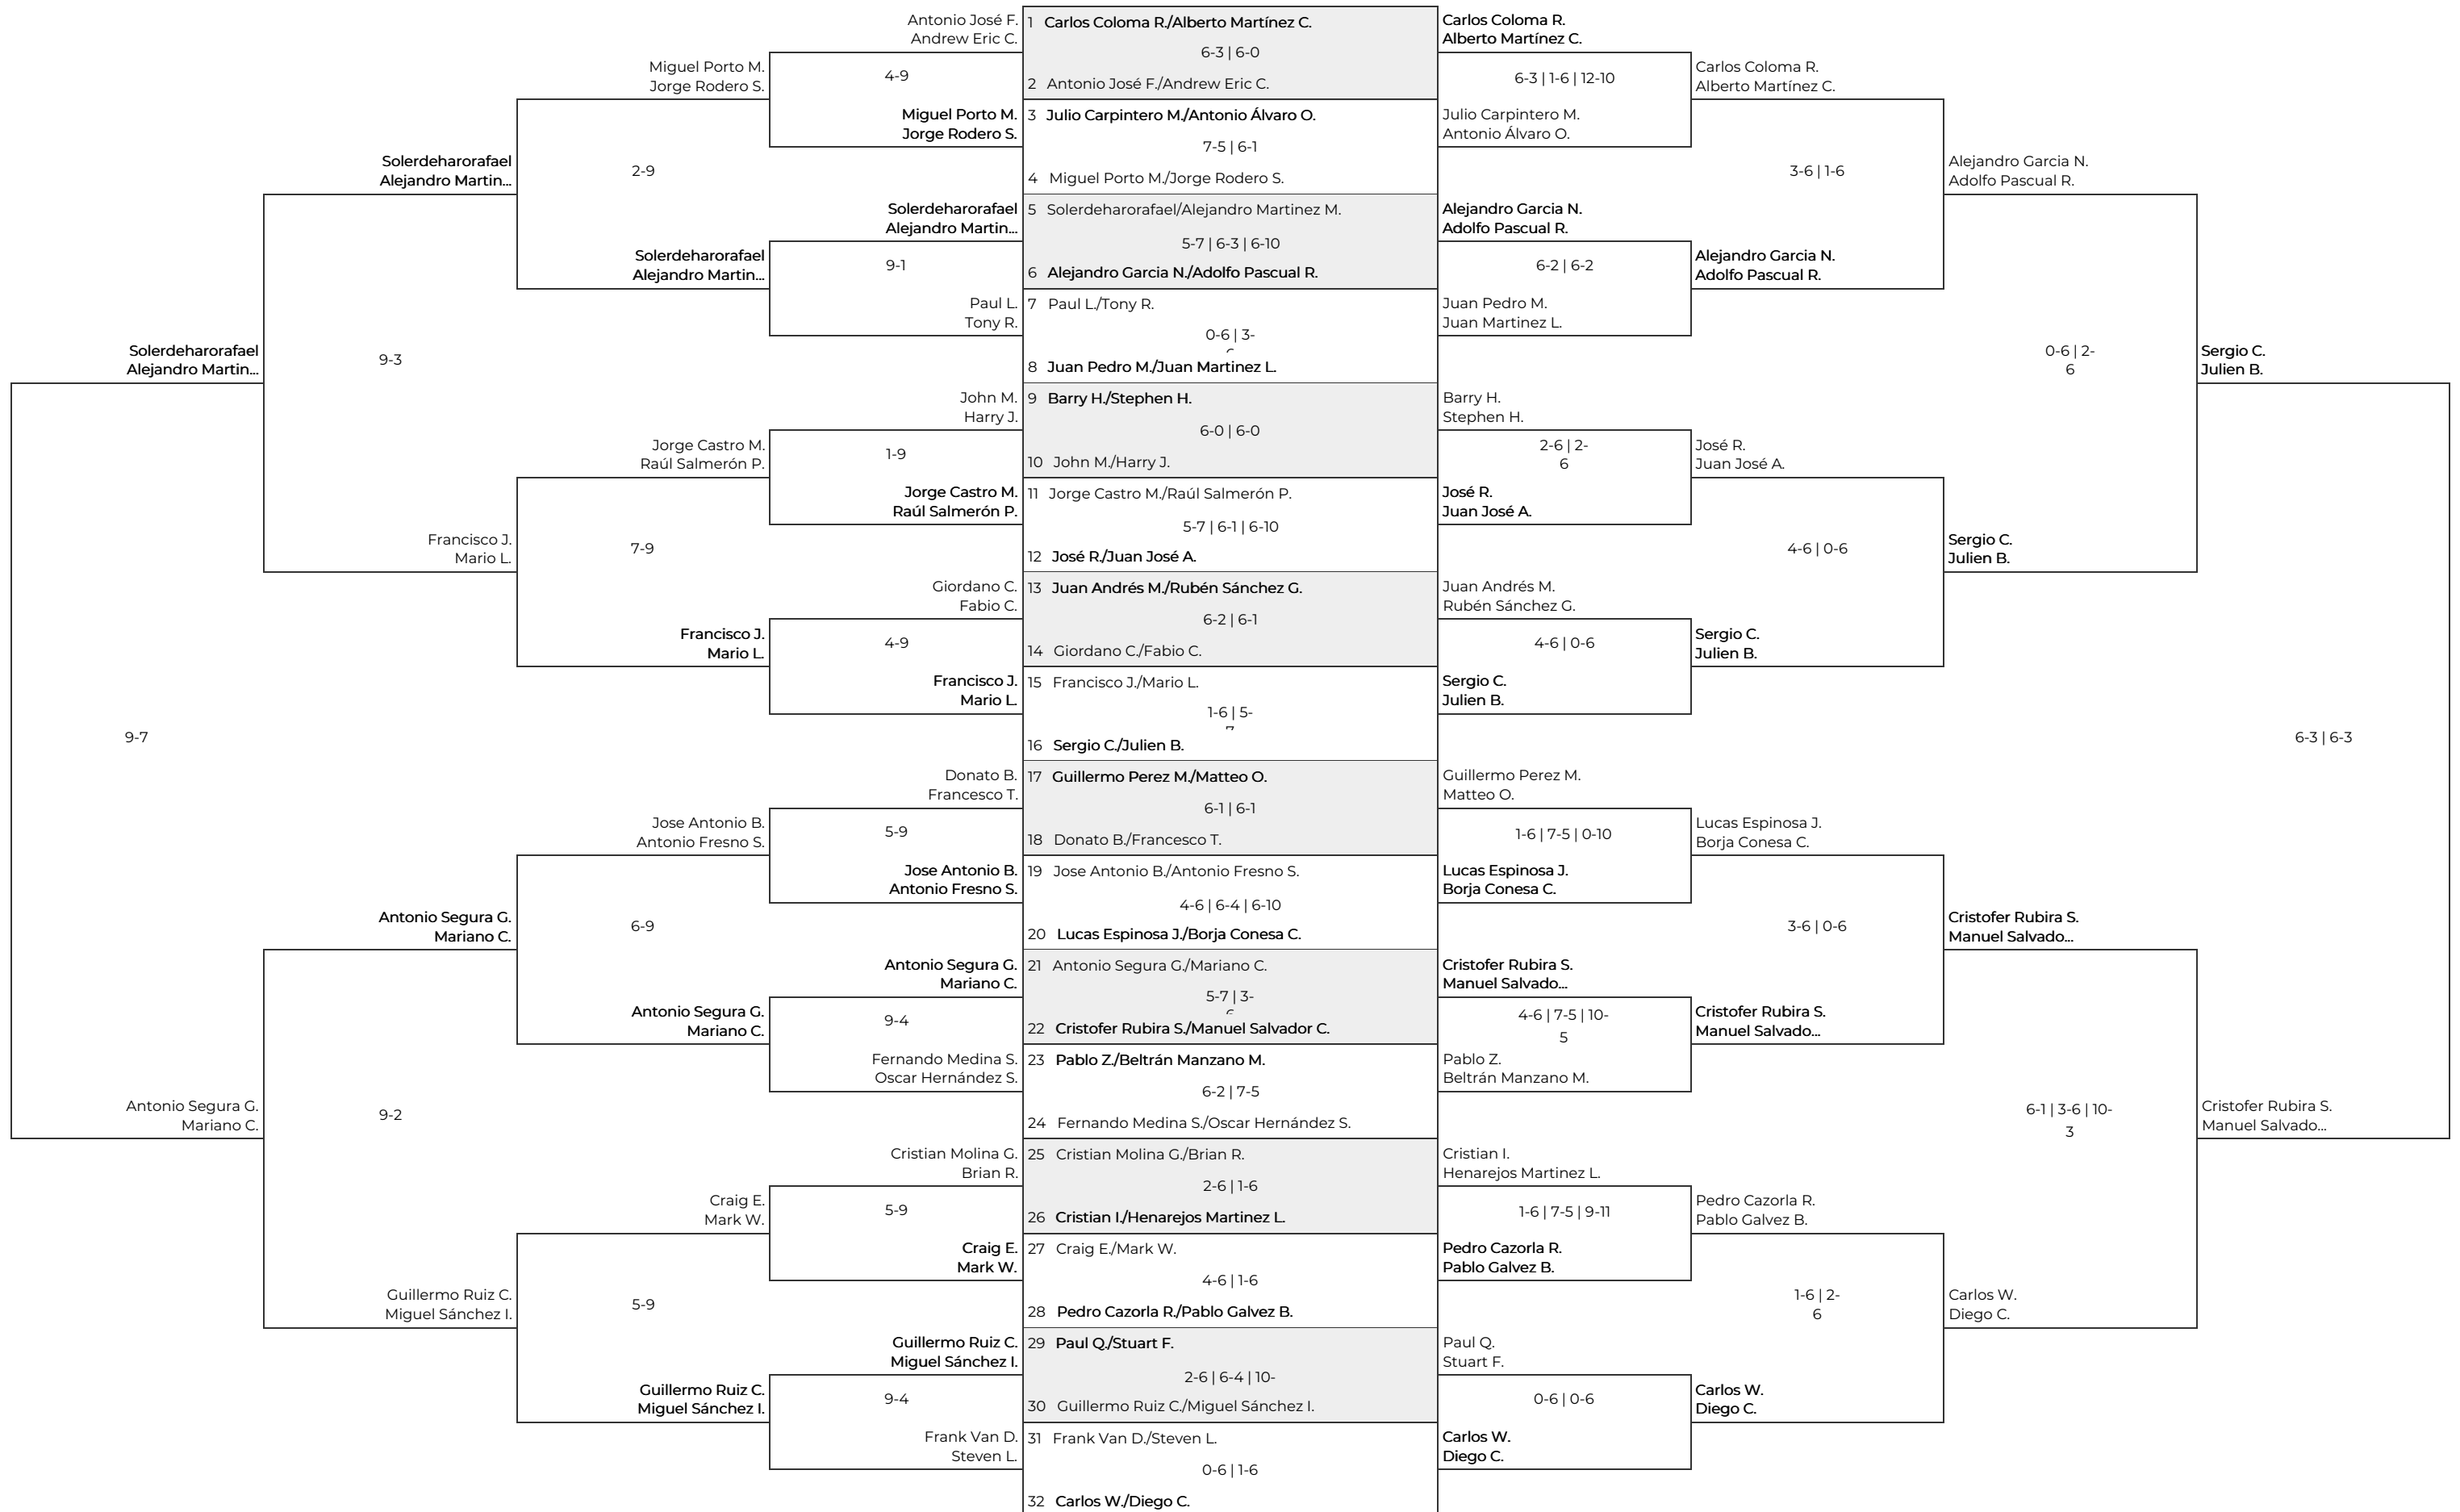 Antonio José F.
Andrew Eric C.
Miguel Porto M.
Jorge Rodero S.
4-9
Miguel Porto M.
Jorge Rodero S.
Solerdeharorafael
Alejandro Martin...
2-9
Solerdeharorafael
Alejandro Martin...
Solerdeharorafael
Alejandro Martin...
9-1
Paul L.
Tony R.
Solerdeharorafael
Alejandro Martin...
9-3
John M.
Harry J.
Jorge Castro M.
Raúl Salmerón P.
1-9
Jorge Castro M.
Raúl Salmerón P.
Francisco J.
Mario L.
7-9
Giordano C.
Fabio C.
Francisco J.
Mario L.
4-9
Francisco J.
Mario L.
9-7
Donato B.
Francesco T.
Jose Antonio B.
Antonio Fresno S.
5-9
Jose Antonio B.
Antonio Fresno S.
Antonio Segura G.
Mariano C.
6-9
Antonio Segura G.
Mariano C.
Antonio Segura G.
Mariano C.
9-4
Fernando Medina S.
Oscar Hernández S.
Antonio Segura G.
Mariano C.
9-2
Cristian Molina G.
Brian R.
Craig E.
Mark W.
5-9
Craig E.
Mark W.
Guillermo Ruiz C.
Miguel Sánchez I.
5-9
Guillermo Ruiz C.
Miguel Sánchez I.
Guillermo Ruiz C.
Miguel Sánchez I.
9-4
Frank Van D.
Steven L.
1 Carlos Coloma R./Alberto Martínez C.
6-3 | 6-0
2 Antonio José F./Andrew Eric C.
3 Julio Carpintero M./Antonio Álvaro O.
7-5 | 6-1
4 Miguel Porto M./Jorge Rodero S.
5 Solerdeharorafael/Alejandro Martinez M.
5-7 | 6-3 | 6-10
6 Alejandro Garcia N./Adolfo Pascual R.
7 Paul L./Tony R.
0-6 | 3-
8 Juan Pedro M./Juan Martinez L.
9 Barry H./Stephen H.
6-0 | 6-0
10 John M./Harry J.
11 Jorge Castro M./Raúl Salmerón P.
5-7 | 6-1 | 6-10
12 José R./Juan José A.
13 Juan Andrés M./Rubén Sánchez G.
6-2 | 6-1
14 Giordano C./Fabio C.
15 Francisco J./Mario L.
1-6 | 5-
16 Sergio C./Julien B.
17 Guillermo Perez M./Matteo O.
6-1 | 6-1
18 Donato B./Francesco T.
19 Jose Antonio B./Antonio Fresno S.
4-6 | 6-4 | 6-10
20 Lucas Espinosa J./Borja Conesa C.
21 Antonio Segura G./Mariano C.
5-7 | 3-
22 Cristofer Rubira S./Manuel Salvador C.
23 Pablo Z./Beltrán Manzano M.
6-2 | 7-5
24 Fernando Medina S./Oscar Hernández S.
25 Cristian Molina G./Brian R.
2-6 | 1-6
26 Cristian I./Henarejos Martinez L.
27 Craig E./Mark W.
4-6 | 1-6
28 Pedro Cazorla R./Pablo Galvez B.
29 Paul Q./Stuart F.
2-6 | 6-4 | 10-
30 Guillermo Ruiz C./Miguel Sánchez I.
31 Frank Van D./Steven L.
0-6 | 1-6
32 Carlos W./Diego C.
Carlos Coloma R.
Alberto Martínez C.
6-3 | 1-6 | 12-10
Carlos Coloma R.
Alberto Martínez C.
Julio Carpintero M.
Antonio Álvaro O.
3-6 | 1-6
Alejandro Garcia N.
Adolfo Pascual R.
Alejandro Garcia N.
Adolfo Pascual R.
6-2 | 6-2
Alejandro Garcia N.
Adolfo Pascual R.
Juan Pedro M.
Juan Martinez L.
0-6 | 2-
6
Sergio C.
Julien B.
Barry H.
Stephen H.
2-6 | 2-
6
José R.
Juan José A.
José R.
Juan José A.
4-6 | 0-6
Sergio C.
Julien B.
Juan Andrés M.
Rubén Sánchez G.
4-6 | 0-6
Sergio C.
Julien B.
Sergio C.
Julien B.
6-3 | 6-3
Guillermo Perez M.
Matteo O.
1-6 | 7-5 | 0-10
Lucas Espinosa J.
Borja Conesa C.
Lucas Espinosa J.
Borja Conesa C.
3-6 | 0-6
Cristofer Rubira S.
Manuel Salvado...
Cristofer Rubira S.
Manuel Salvado...
4-6 | 7-5 | 10-
5
Cristofer Rubira S.
Manuel Salvado...
Pablo Z.
Beltrán Manzano M.
6-1 | 3-6 | 10-
3
Cristofer Rubira S.
Manuel Salvado...
Cristian I.
Henarejos Martinez L.
1-6 | 7-5 | 9-11
Pedro Cazorla R.
Pablo Galvez B.
Pedro Cazorla R.
Pablo Galvez B.
1-6 | 2-
6
Carlos W.
Diego C.
Paul Q.
Stuart F.
0-6 | 0-6
Carlos W.
Diego C.
Carlos W.
Diego C.